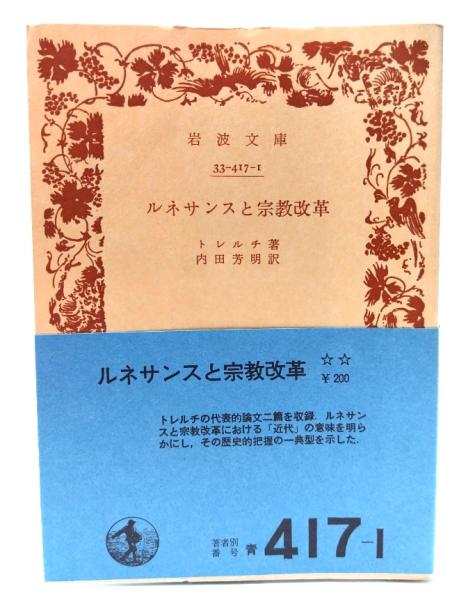 岩波文庫
33-417-1
ルネサンスと宗教改革
トレルチ著
内田芳明訳
ルネサンスと宗教改革
☆☆
¥200
トレルチの代表的論文二篇を収録．ルネサン
スと宗教改革における「近代」の意味を明ら
かにし，その歴史的把握の一典型を示した．
著者別
番号
青 417-1